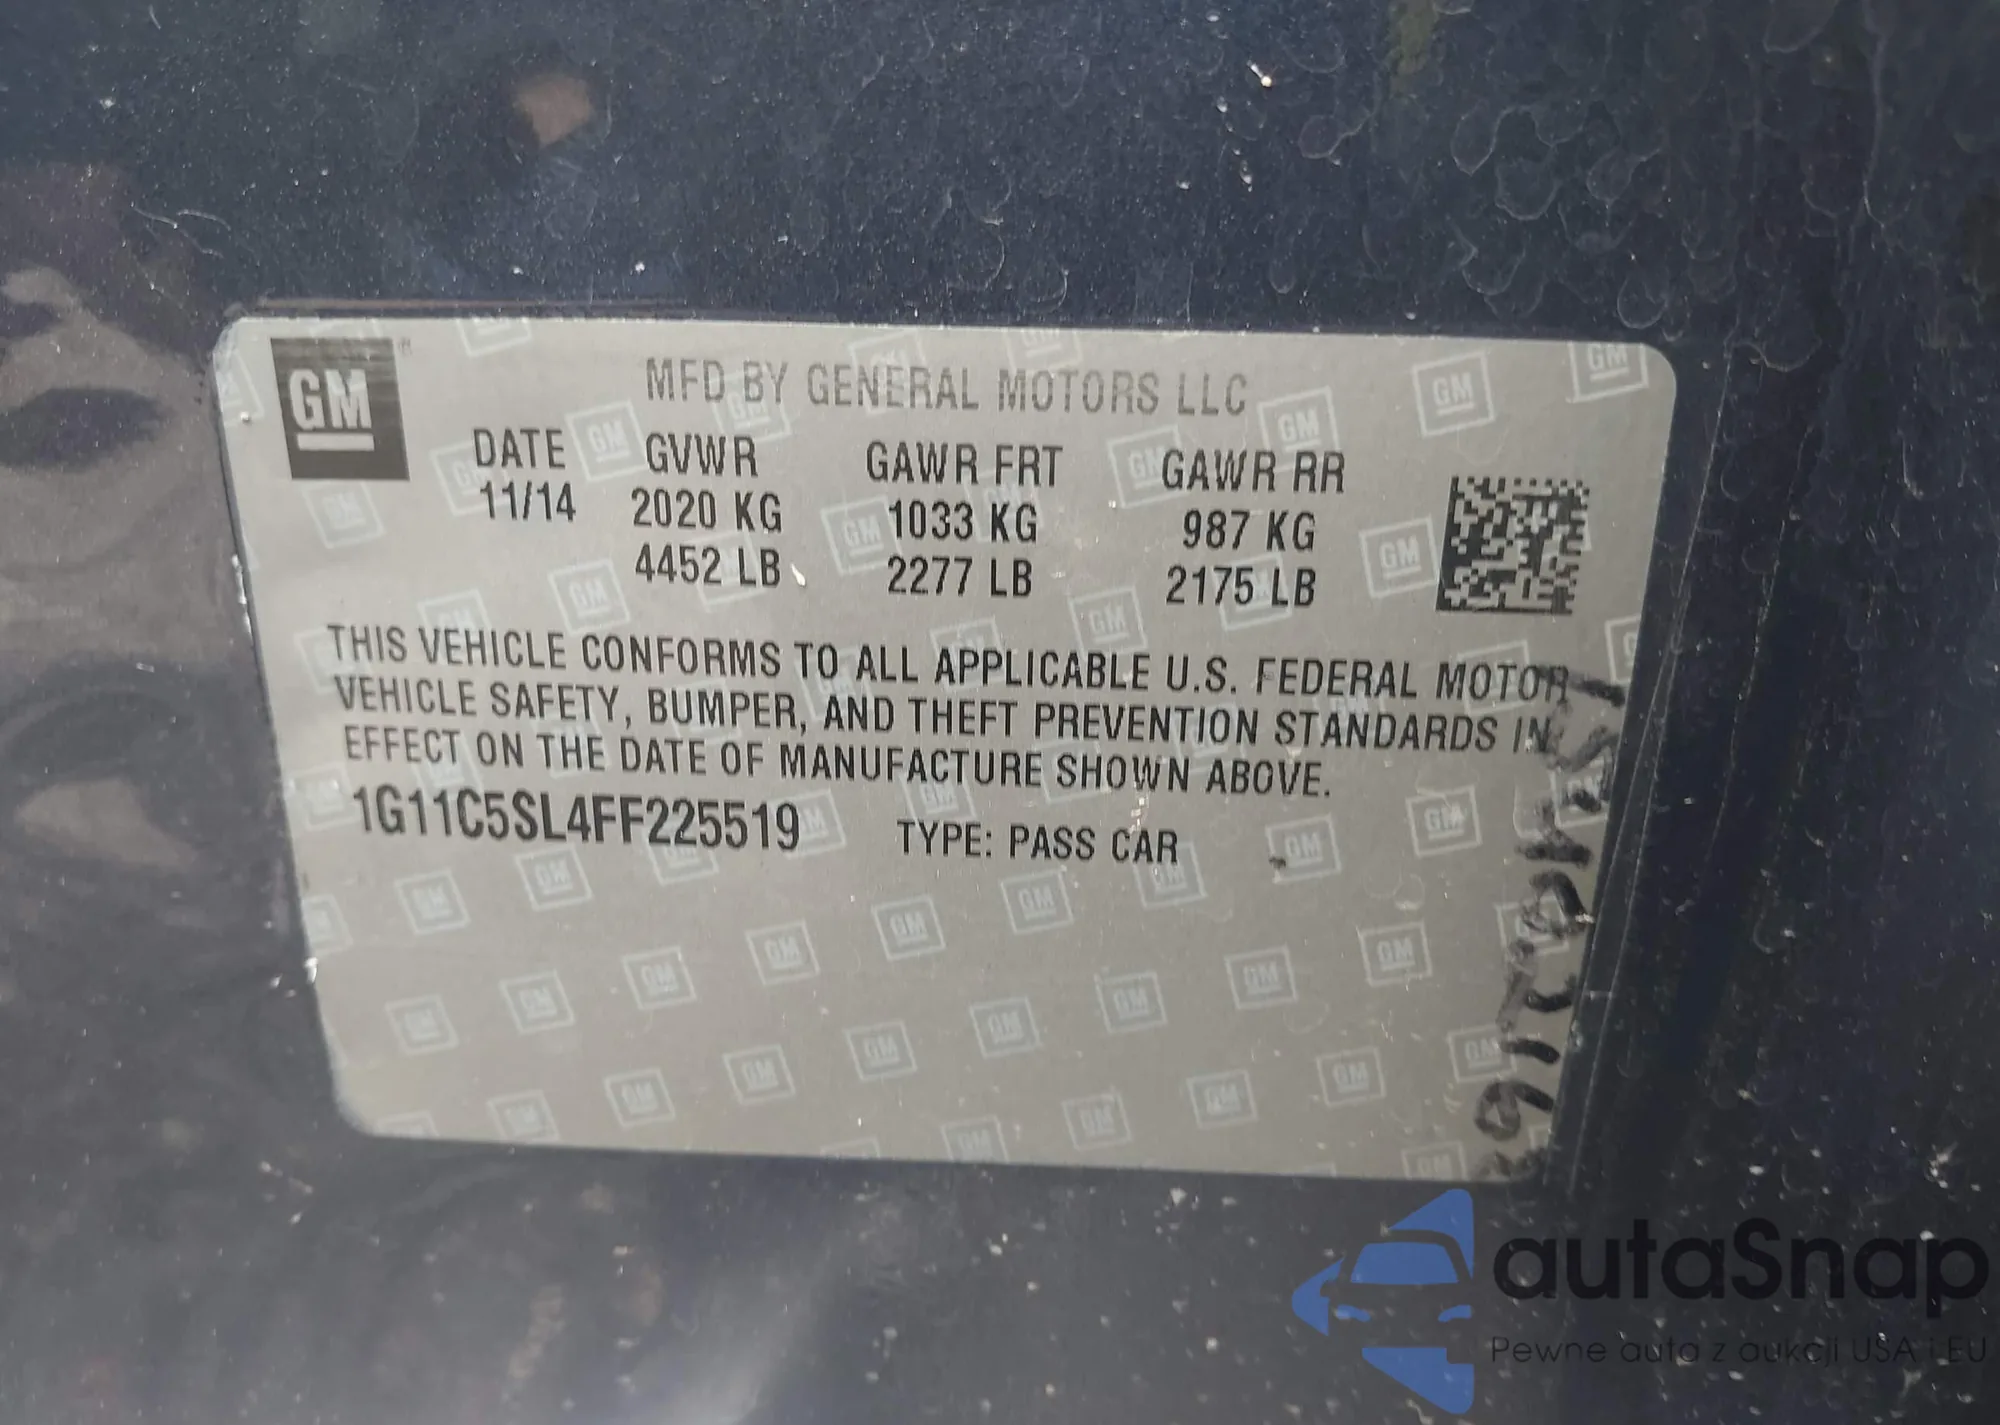 GM
MFD BY GENERAL MOTORS LLC
DATE GVWR GAWR FRT GAWR RR
11/14 2020 KG 1033 KG 987 KG
4452 LB 2277 LB 2175 LB
THIS VEHICLE CONFORMS TO ALL APPLICABLE U.S. FEDERAL MOTOR
VEHICLE SAFETY, BUMPER, AND THEFT PREVENTION STANDARDS IN
EFFECT ON THE DATE OF MANUFACTURE SHOWN ABOVE.
1G11C5SL4FF225519 TYPE: PASS CAR
autaSnap
Pewne auta z aukcji USA i EU